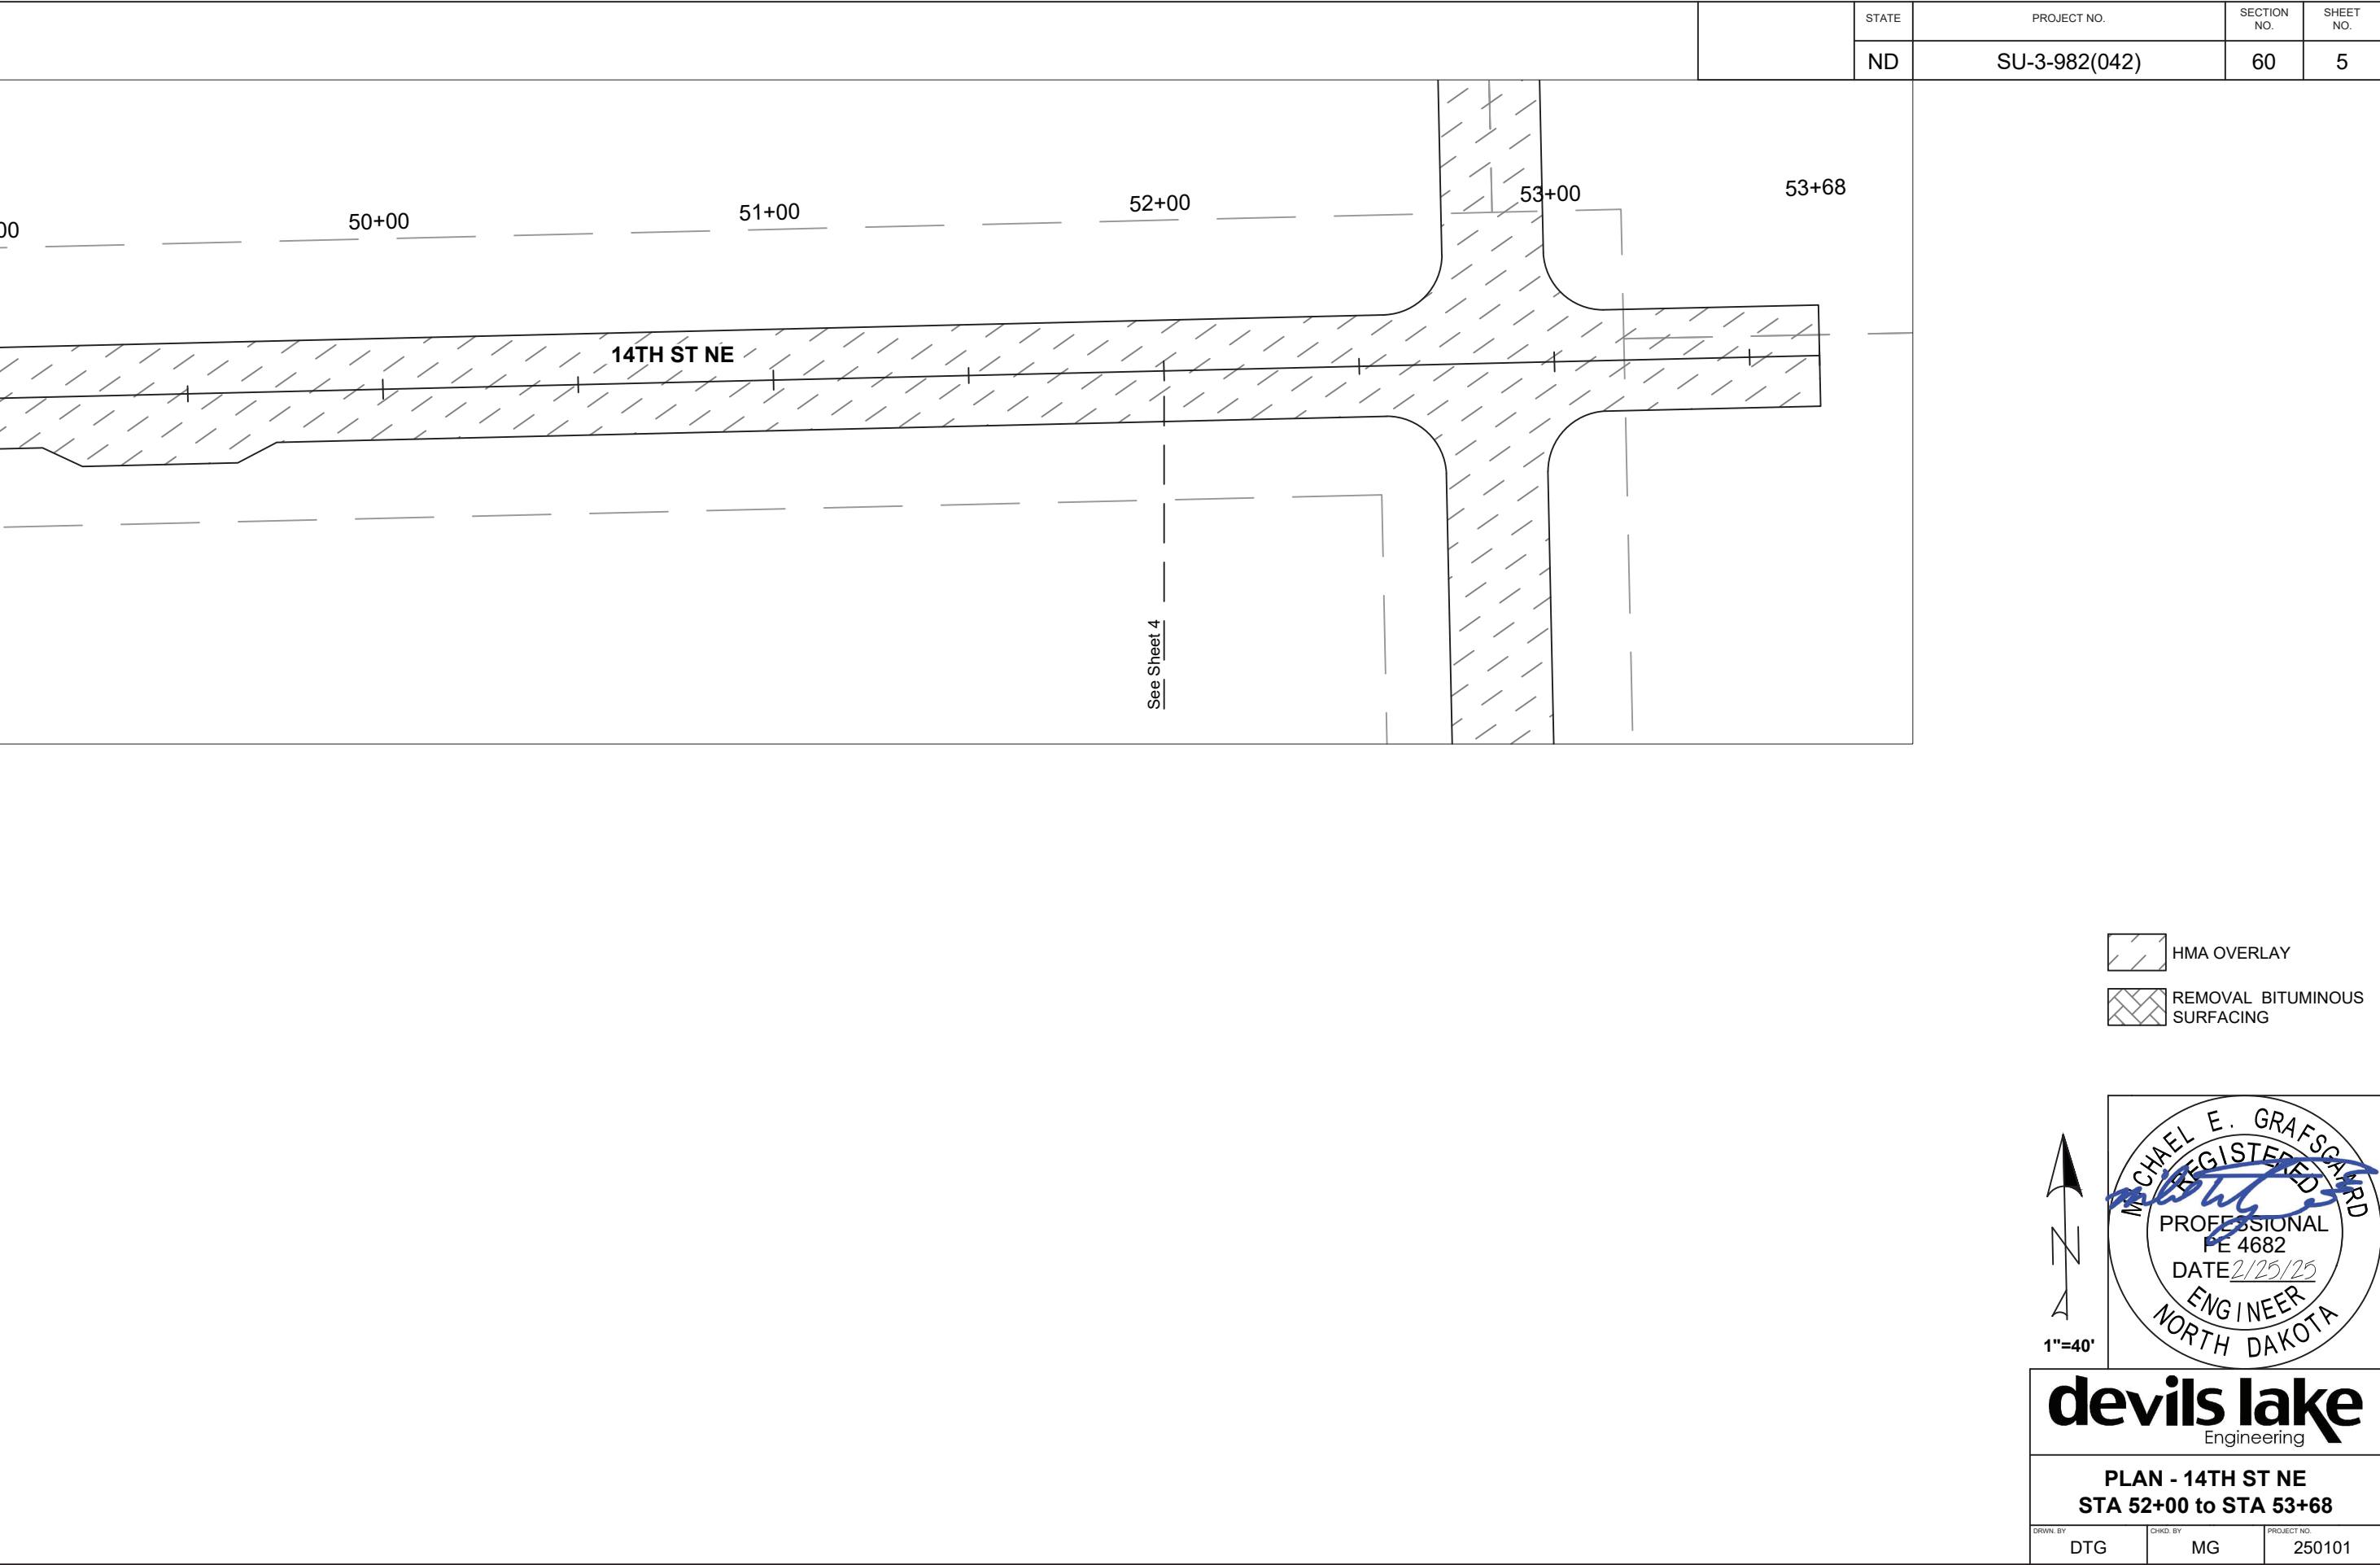 STATE
PROJECT NO.
SECTION
NO.
SHEET
NO.
ND
SU-3-982(042)
60
5
00
50+00
51+00
52+00
53+00
53+68
14TH ST NE
See Sheet 4
HMA OVERLAY
REMOVAL BITUMINOUS
SURFACING
MICHAEL E. GRAFSGAARD
REGISTERED
PROFESSIONAL
PE 4682
DATE 2/25/25
ENGINEER
NORTH DAKOTA
N
1"=40'
devils lake
Engineering
PLAN - 14TH ST NE
STA 52+00 to STA 53+68
DRWN. BY
DTG
CHKD. BY
MG
PROJECT NO.
250101